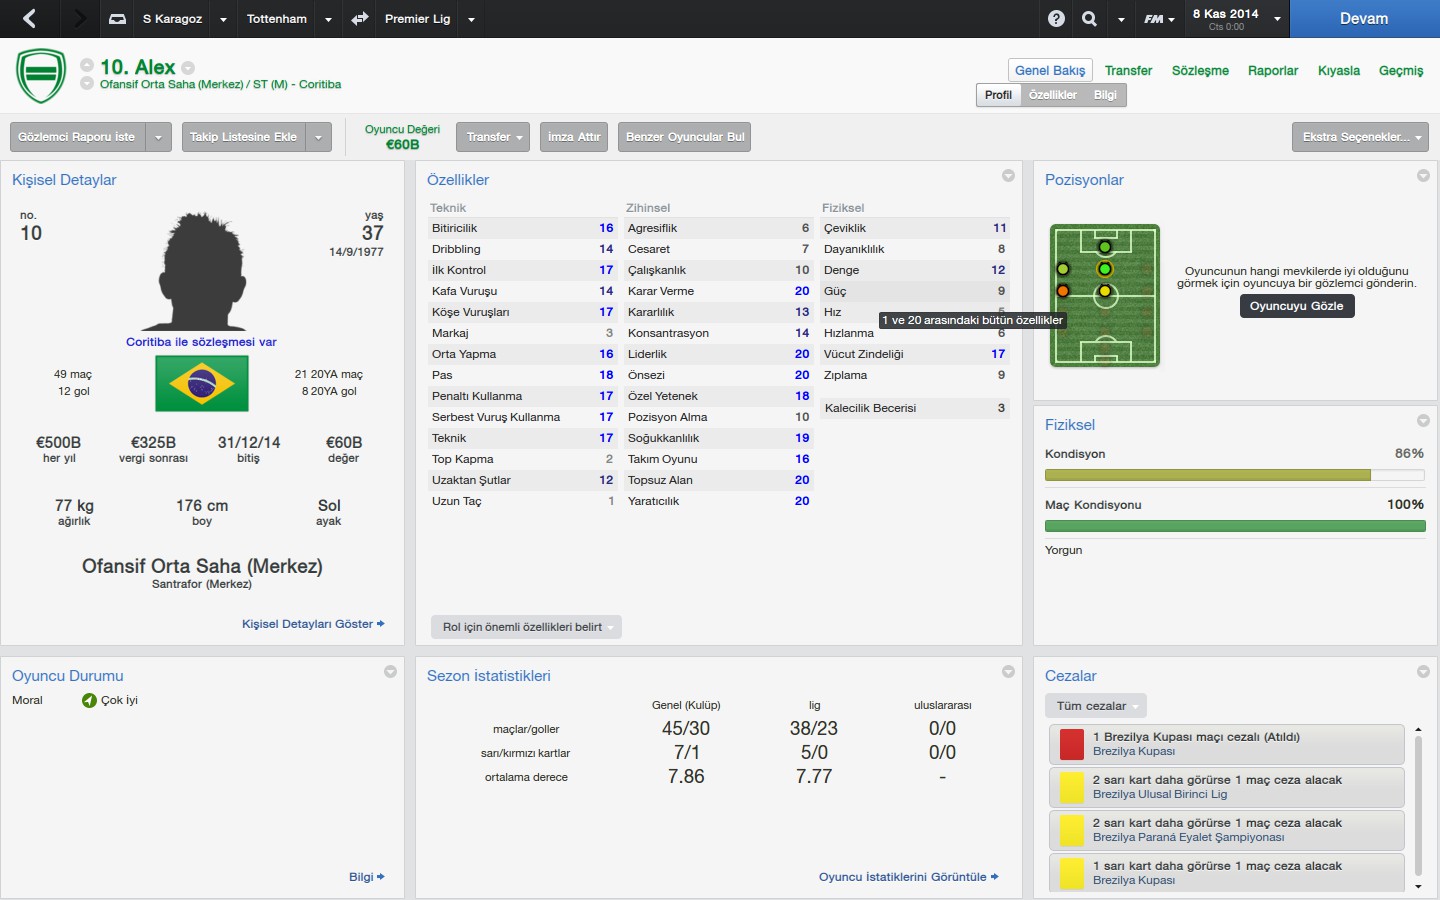 S Karagoz
Tottenham
Premier Lig
FM
8 Kas 2014
Cts 0:00
Devam
10. Alex
Ofansif Orta Saha (Merkez) / ST (M) - Coritiba
Genel Bakış
Transfer
Sözleşme
Raporlar
Kıyasla
Geçmiş
Profil
Özellikler
Bilgi
Gözlemci Raporu İste
Takip Listesine Ekle
Oyuncu Değeri
€60B
Transfer
İmza Attır
Benzer Oyuncular Bul
Ekstra Seçenekler...
Kişisel Detaylar
no.
10
yaş
37
14/9/1977
Coritiba ile sözleşmesi var
49 maç
12 gol
21 20YA maç
8 20YA gol
€500B
her yıl
€325B
vergi sonrası
31/12/14
bitiş
€60B
değer
77 kg
ağırlık
176 cm
boy
Sol
ayak
Ofansif Orta Saha (Merkez)
Santrafor (Merkez)
Kişisel Detayları Göster
Özellikler
Teknik
Bitiricilik 16
Dribbling 14
İlk Kontrol 17
Kafa Vuruşu 14
Köşe Vuruşları 17
Markaj 3
Orta Yapma 16
Pas 18
Penaltı Kullanma 17
Serbest Vuruş Kullanma 17
Teknik 17
Top Kapma 2
Uzaktan Şutlar 12
Uzun Taç 1
Zihinsel
Agresiflik 6
Cesaret 7
Çalışkanlık 10
Karar Verme 20
Kararlılık 13
Konsantrasyon 14
Liderlik 20
Önsezi 20
Özel Yetenek 18
Pozisyon Alma 10
Soğukkanlılık 19
Takım Oyunu 16
Topsuz Alan 20
Yaratıcılık 20
Fiziksel
Çeviklik 11
Dayanıklılık 8
Denge 12
Güç 9
Hız 5
1 ve 20 arasındaki bütün özellikler
Hızlanma 6
Vücut Zindeliği 17
Zıplama 9
Kalecilik Becerisi 3
Rol için önemli özellikleri belirt
Pozisyonlar
Oyuncunun hangi mevkilerde iyi olduğunu
görmek için oyuncuya bir gözlemci gönderin.
Oyuncuyu Gözle
Fiziksel
Kondisyon 86%
Maç Kondisyonu 100%
Yorgun
Oyuncu Durumu
Moral Çok İyi
Bilgi
Sezon İstatistikleri
Genel (Kulüp) lig uluslararası
maçlar/goller 45/30 38/23 0/0
sarı/kırmızı kartlar 7/1 5/0 0/0
ortalama derece 7.86 7.77 -
Oyuncu İstatiklerini Görüntüle
Cezalar
Tüm cezalar
1 Brezilya Kupası maçı cezalı (Atıldı)
Brezilya Kupası
2 sarı kart daha görürse 1 maç ceza alacak
Brezilya Ulusal Birinci Lig
2 sarı kart daha görürse 1 maç ceza alacak
Brezilya Paraná Eyalet Şampiyonası
1 sarı kart daha görürse 1 maç ceza alacak
Brezilya Kupası